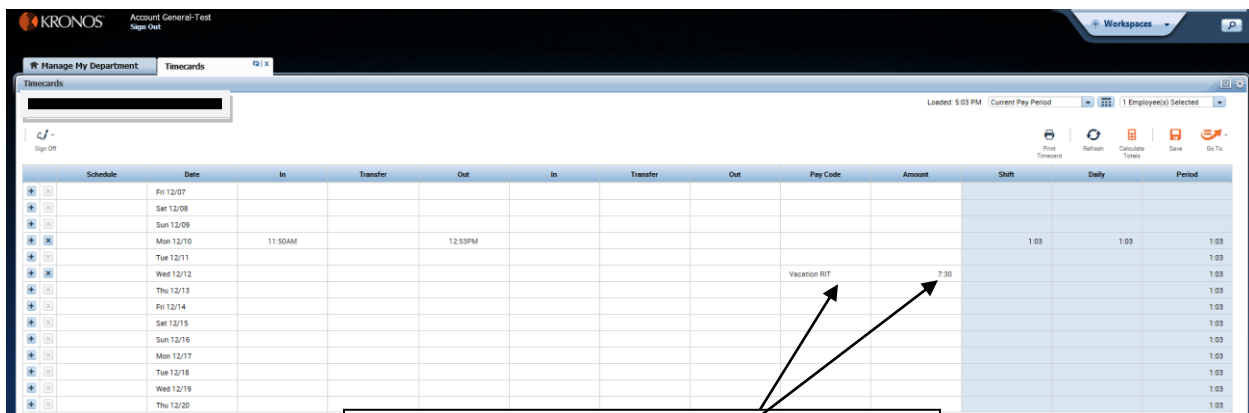 KRONOS Account General-Test
Sign Out
Workspaces
Manage My Department Timecards
Timecards
Loaded: 5:03 PM Current Pay Period 1 Employee(s) Selected
Sign Off Print Timecard Refresh Calculate Totals Save Go To
Schedule Date In Transfer Out In Transfer Out Pay Code Amount Shift Daily Period
Fri 12/07
Sat 12/08
Sun 12/09
Mon 12/10 11:50AM 12:53PM 1:03 1:03 1:03
Tue 12/11 1:03
Wed 12/12 Vacation RIT 7:30 1:03
Thu 12/13 1:03
Fri 12/14 1:03
Sat 12/15 1:03
Sun 12/16 1:03
Mon 12/17 1:03
Tue 12/18 1:03
Wed 12/19 1:03
Thu 12/20 1:03